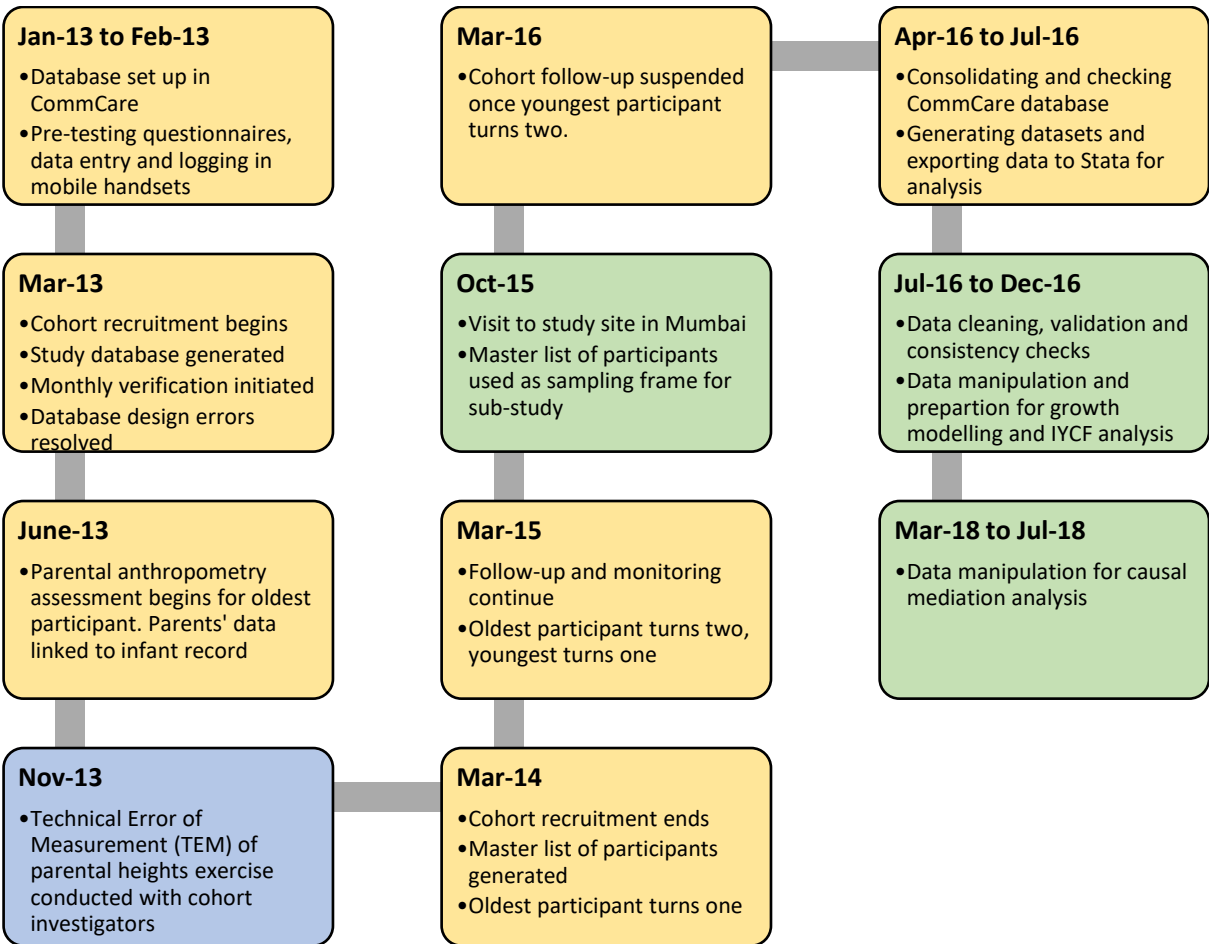 Jan-13 to Feb-13
•Database set up in
CommCare
•Pre-testing questionnaires,
data entry and logging in
mobile handsets
Mar-13
•Cohort recruitment begins
•Study database generated
•Monthly verification initiated
•Database design errors
resolved
June-13
•Parental anthropometry
assessment begins for oldest
participant. Parents' data
linked to infant record
Nov-13
•Technical Error of
Measurement (TEM) of
parental heights exercise
conducted with cohort
investigators
Mar-14
•Cohort recruitment ends
•Master list of participants
generated
•Oldest participant turns one
Mar-15
•Follow-up and monitoring
continue
•Oldest participant turns two,
youngest turns one
Oct-15
•Visit to study site in Mumbai
•Master list of participants
used as sampling frame for
sub-study
Mar-16
•Cohort follow-up suspended
once youngest participant
turns two.
Apr-16 to Jul-16
•Consolidating and checking
CommCare database
•Generating datasets and
exporting data to Stata for
analysis
Jul-16 to Dec-16
•Data cleaning, validation and
consistency checks
•Data manipulation and
prepartion for growth
modelling and IYCF analysis
Mar-18 to Jul-18
•Data manipulation for causal
mediation analysis